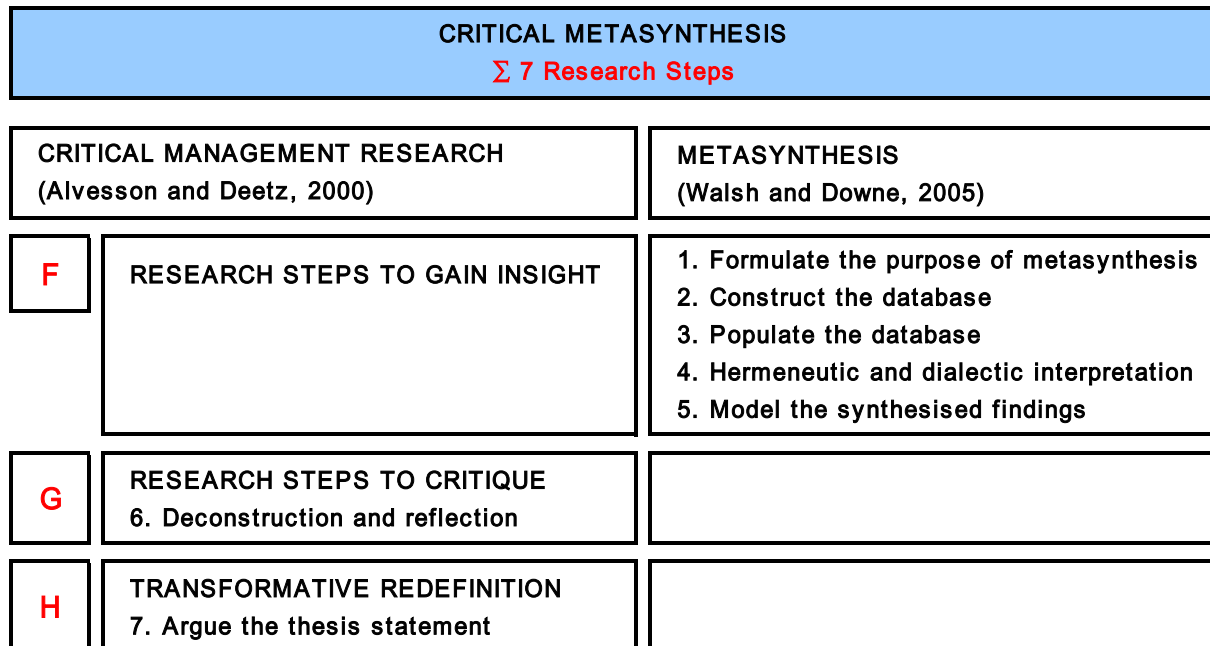 CRITICAL METASYNTHESIS
∑ 7 Research Steps
CRITICAL MANAGEMENT RESEARCH
(Alvesson and Deetz, 2000)
METASYNTHESIS
(Walsh and Downe, 2005)
F
RESEARCH STEPS TO GAIN INSIGHT
1. Formulate the purpose of metasynthesis
2. Construct the database
3. Populate the database
4. Hermeneutic and dialectic interpretation
5. Model the synthesised findings
G
RESEARCH STEPS TO CRITIQUE
6. Deconstruction and reflection
H
TRANSFORMATIVE REDEFINITION
7. Argue the thesis statement